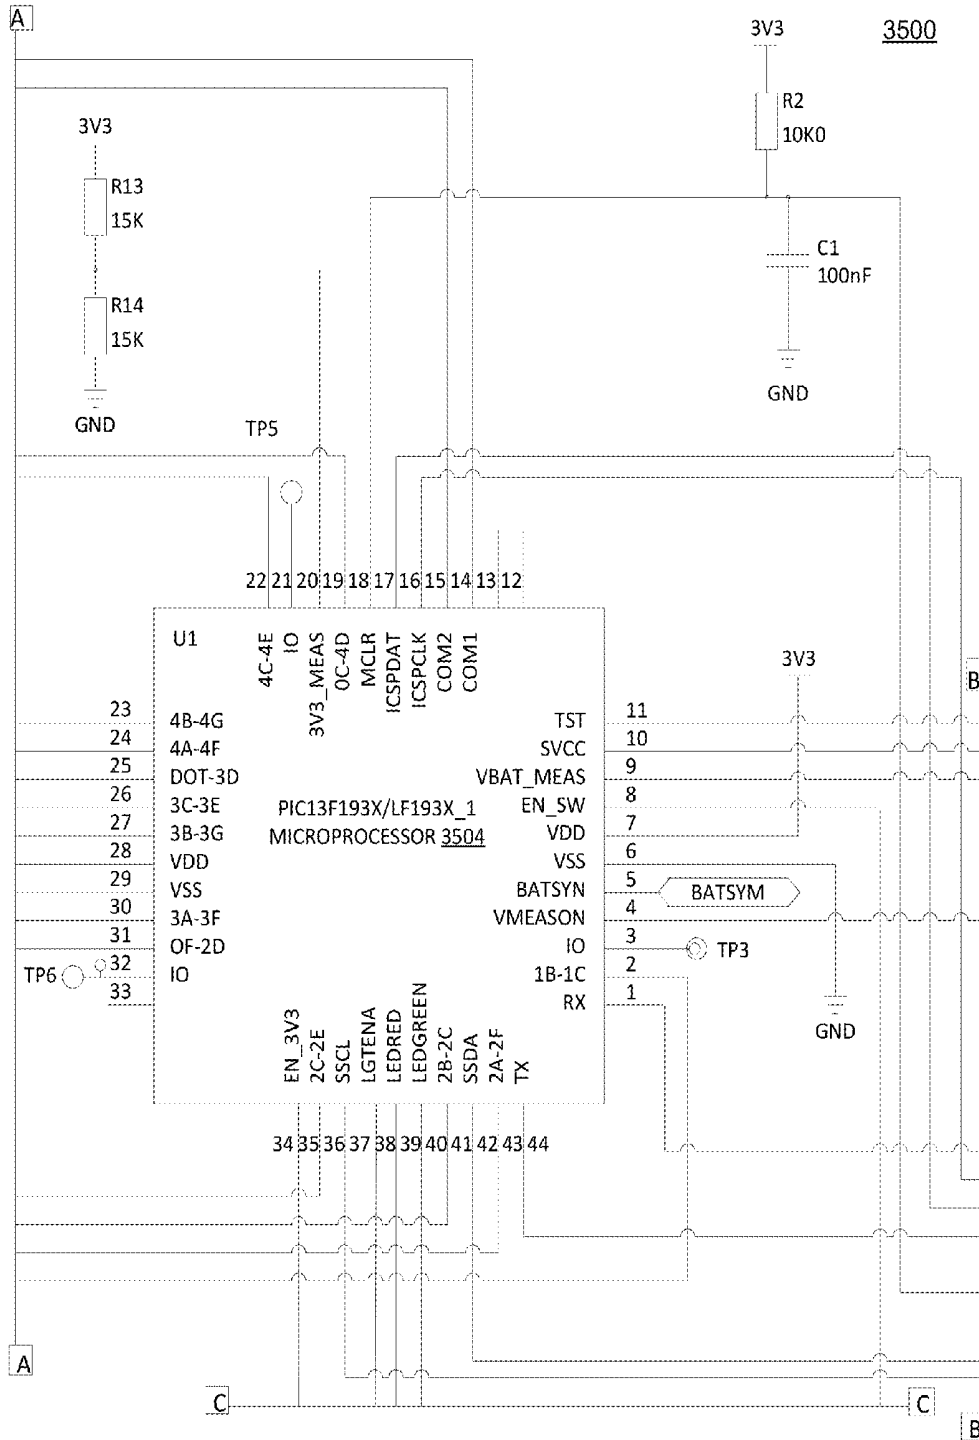 A
3V3
3500
R2
10K0
3V3
R13
15K
C1
100nF
R14
15K
GND
GND
TP5
22 21 20 19 18 17 16 15 14 13 12
U1
4C-4E
IO
3V3_MEAS
0C-4D
MCLR
ICSPDAT
ICSPCLK
COM2
COM1
3V3
B
23 4B-4G
TST 11
24 4A-4F
SVCC 10
25 DOT-3D
VBAT_MEAS 9
26 3C-3E
PIC13F193X/LF193X_1
EN_SW 8
27 3B-3G
MICROPROCESSOR 3504
VDD 7
28 VDD
VSS 6
29 VSS
BATSYN 5 BATSYM
30 3A-3F
VMEASON 4
31 OF-2D
IO 3 TP3
TP6 32 IO
1B-1C 2
33
RX 1
GND
EN_3V3
2C-2E
SSCL
LGTENA
LEDRED
LEDGREEN
2B-2C
SSDA
2A-2F
TX
34 35 36 37 38 39 40 41 42 43 44
A
C
C
B